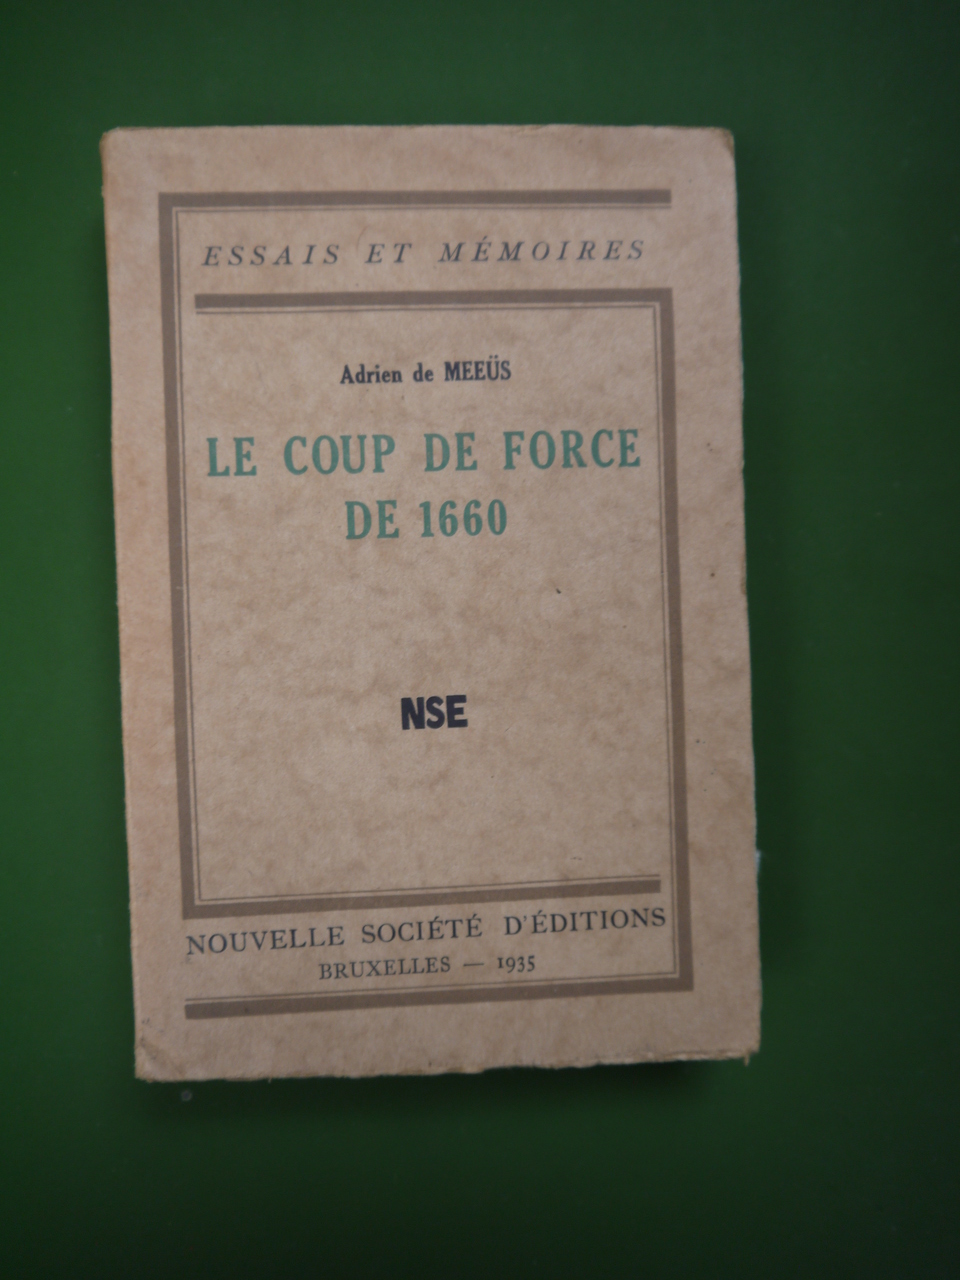 ESSAIS ET MÉMOIRES
Adrien de MEEÜS
LE COUP DE FORCE
DE 1660
NSE
NOUVELLE SOCIÉTÉ D'ÉDITIONS
BRUXELLES — 1935